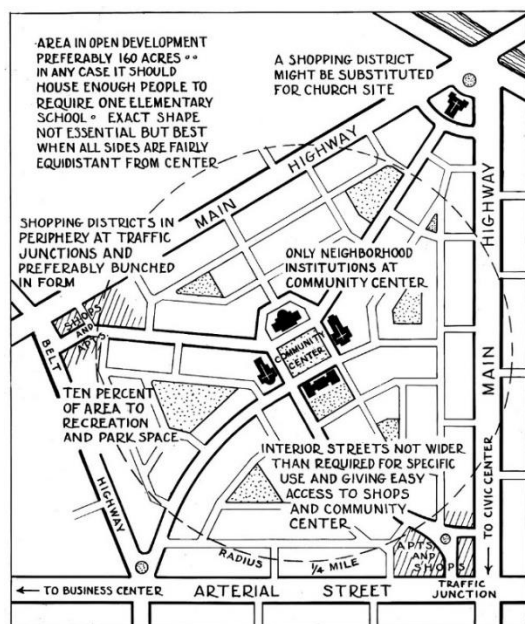 AREA IN OPEN DEVELOPMENT
PREFERABLY 160 ACRES • •
IN ANY CASE IT SHOULD
HOUSE ENOUGH PEOPLE TO
REQUIRE ONE ELEMENTARY
SCHOOL • EXACT SHAPE
NOT ESSENTIAL BUT BEST
WHEN ALL SIDES ARE FAIRLY
EQUIDISTANT FROM CENTER
A SHOPPING DISTRICT
MIGHT BE SUBSTITUTED
FOR CHURCH SITE
MAIN HIGHWAY
HIGHWAY
MAIN
SHOPPING DISTRICTS IN
PERIPHERY AT TRAFFIC
JUNCTIONS AND
PREFERABLY BUNCHED
IN FORM
ONLY NEIGHBORHOOD
INSTITUTIONS AT
COMMUNITY CENTER
SHOPS
AND
APTS
BELT
HIGHWAY
COMMUNITY
CENTER
TEN PERCENT
OF AREA TO
RECREATION
AND PARK SPACE
INTERIOR STREETS NOT WIDER
THAN REQUIRED FOR SPECIFIC
USE AND GIVING EASY
ACCESS TO SHOPS
AND COMMUNITY
CENTER
TO CIVIC CENTER
RADIUS 1/4 MILE
APTS
AND
SHOPS
← TO BUSINESS CENTER
ARTERIAL STREET
TRAFFIC
JUNCTION